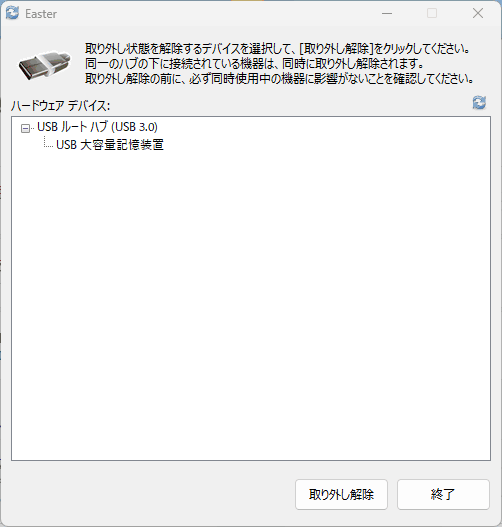 Easter
取り外し状態を解除するデバイスを選択して、[取り外し解除]をクリックしてください。
同一のハブの下に接続されている機器は、同時に取り外し解除されます。
取り外し解除の前に、必ず同時使用中の機器に影響がないことを確認してください。
ハードウェア デバイス:
USB ルート ハブ (USB 3.0)
USB 大容量記憶装置
取り外し解除
終了